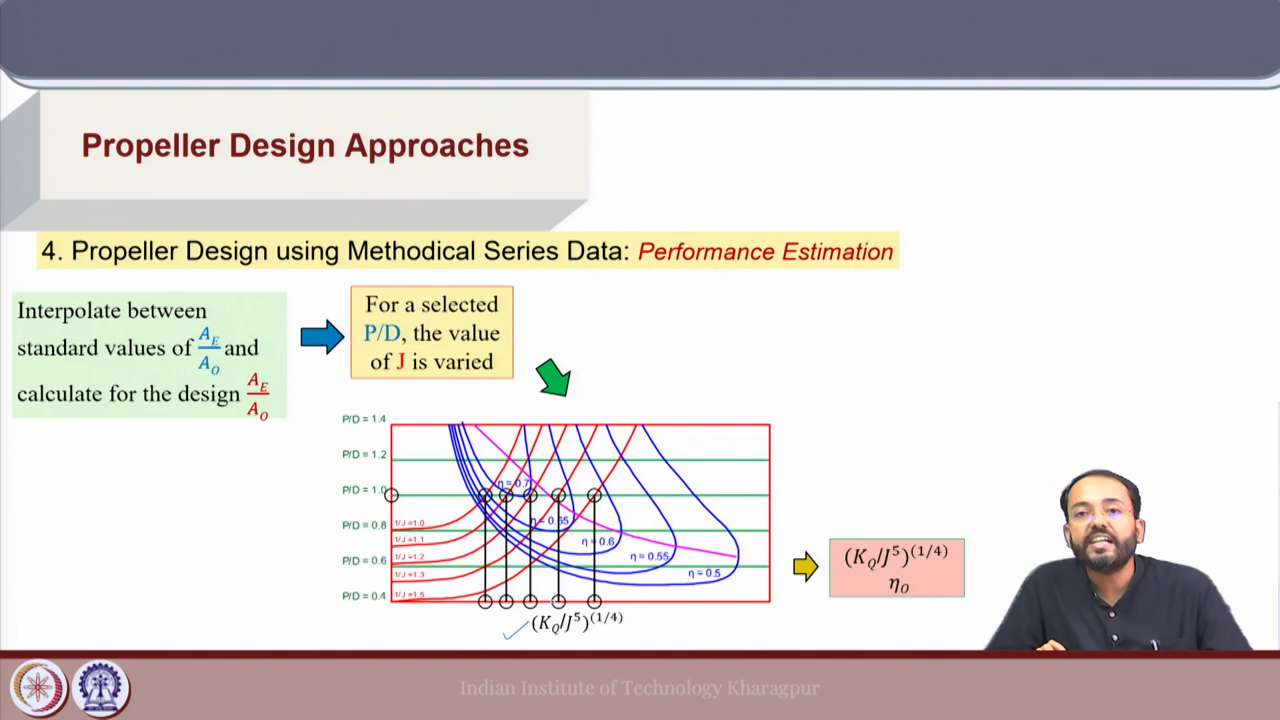 Propeller Design Approaches
4. Propeller Design using Methodical Series Data: Performance Estimation
Interpolate between
standard values of A_E/A_O and
calculate for the design A_E/A_O
For a selected
P/D, the value
of J is varied
P/D = 1.4
P/D = 1.2
P/D = 1.0
P/D = 0.8
P/D = 0.6
P/D = 0.4
1/J =1.0
1/J =1.1
1/J =1.2
1/J =1.3
1/J =1.5
η = 0.7
η = 0.65
η = 0.6
η = 0.55
η = 0.5
(K_Q/J^5)^(1/4)
(K_Q/J^5)^(1/4)
η_O
Indian Institute of Technology Kharagpur